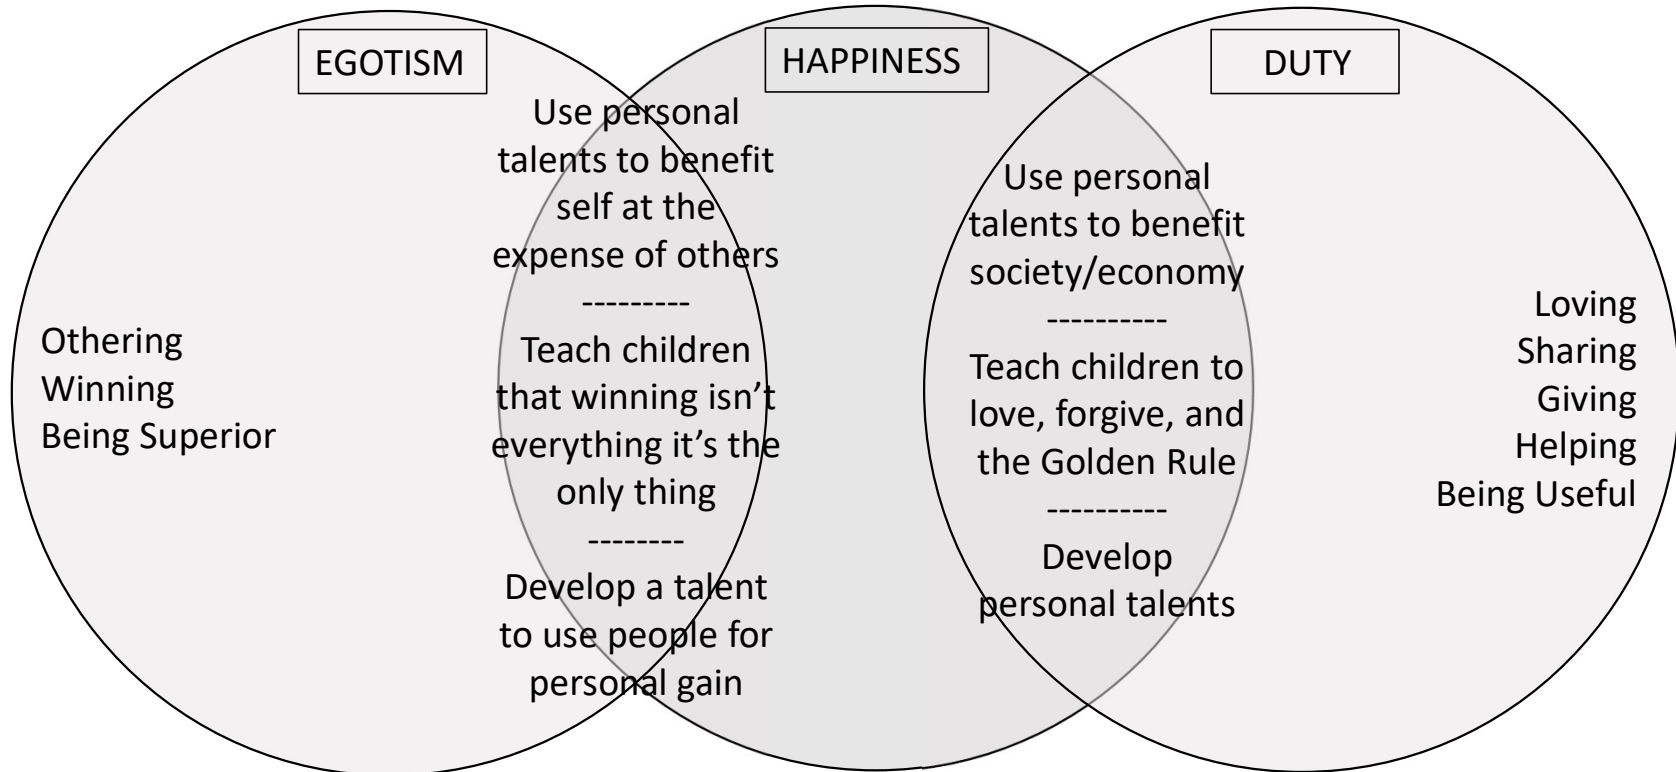 EGOTISM
HAPPINESS
DUTY
Othering
Winning
Being Superior
Use personal
talents to benefit
self at the
expense of others
---------
Teach children
that winning isn’t
everything it’s the
only thing
--------
Develop a talent
to use people for
personal gain
Use personal
talents to benefit
society/economy
----------
Teach children to
love, forgive, and
the Golden Rule
----------
Develop
personal talents
Loving
Sharing
Giving
Helping
Being Useful